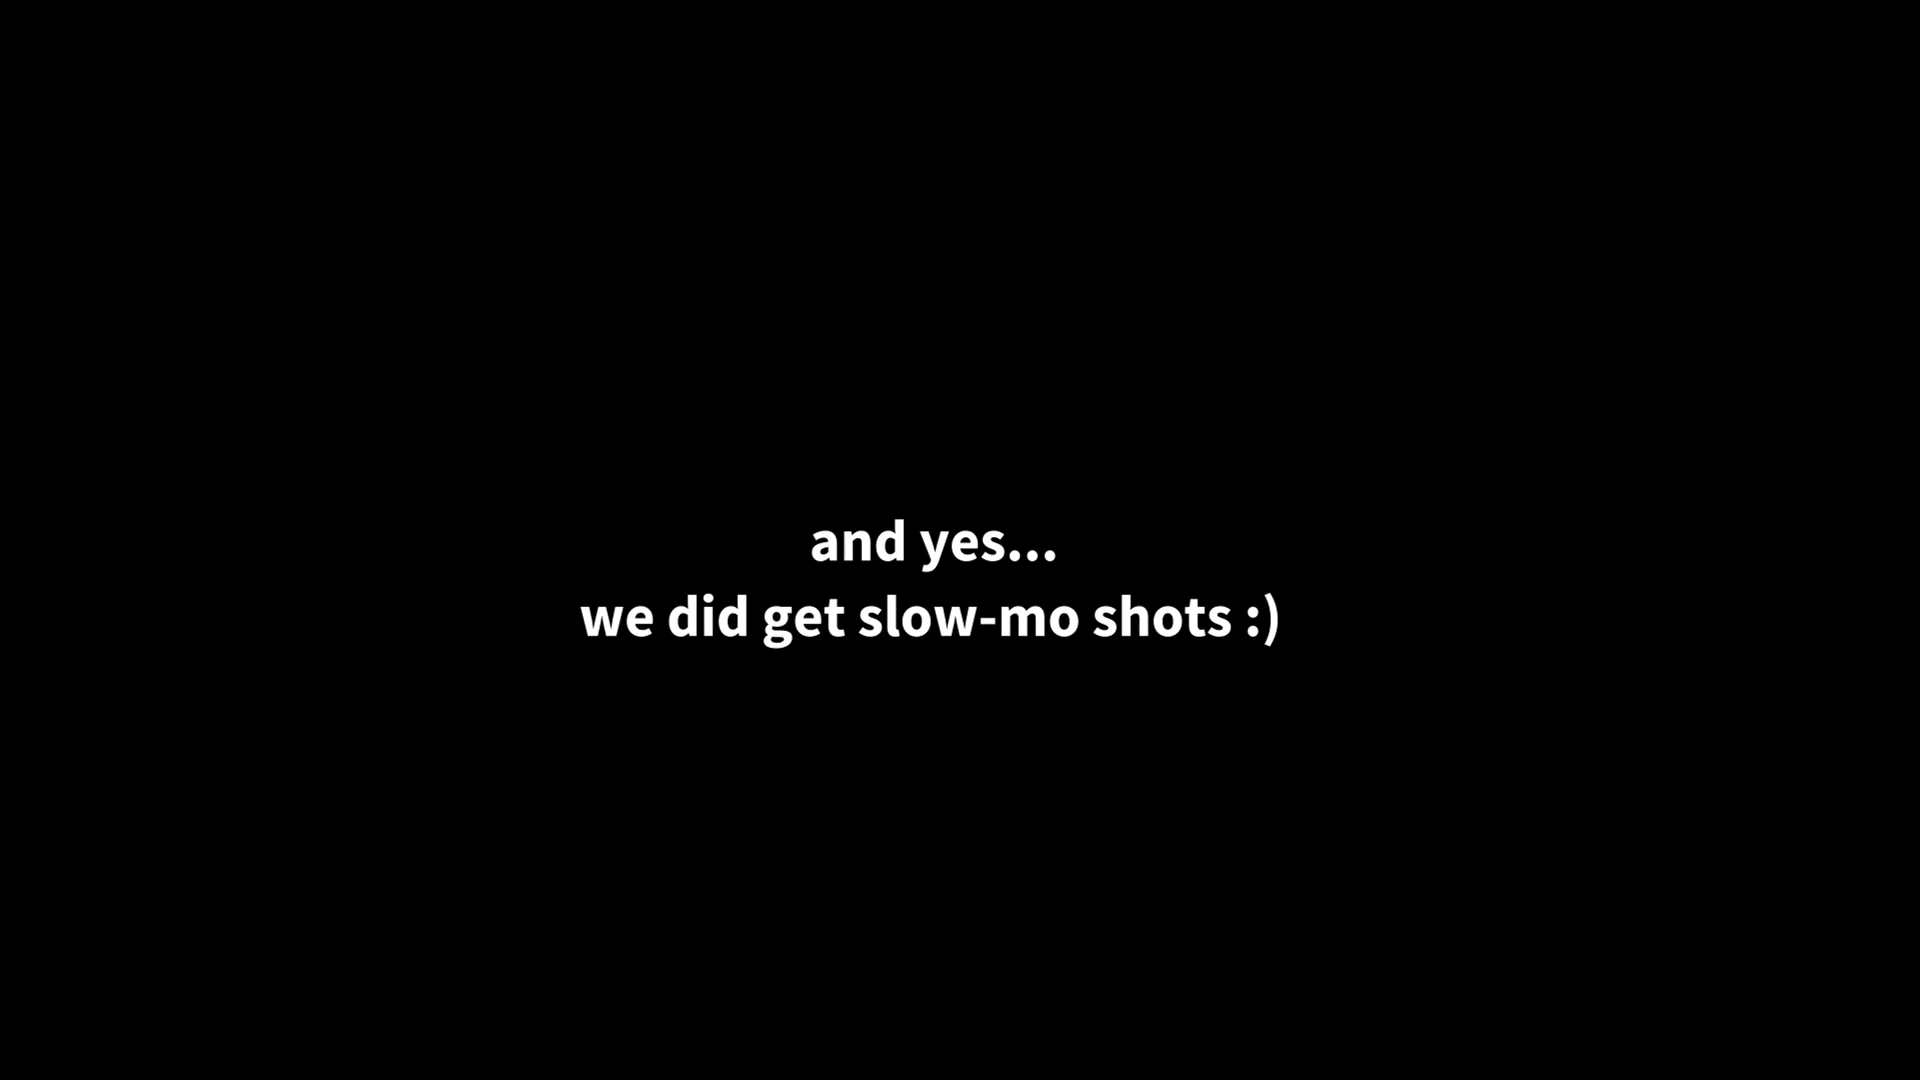 and yes...
we did get slow-mo shots :)